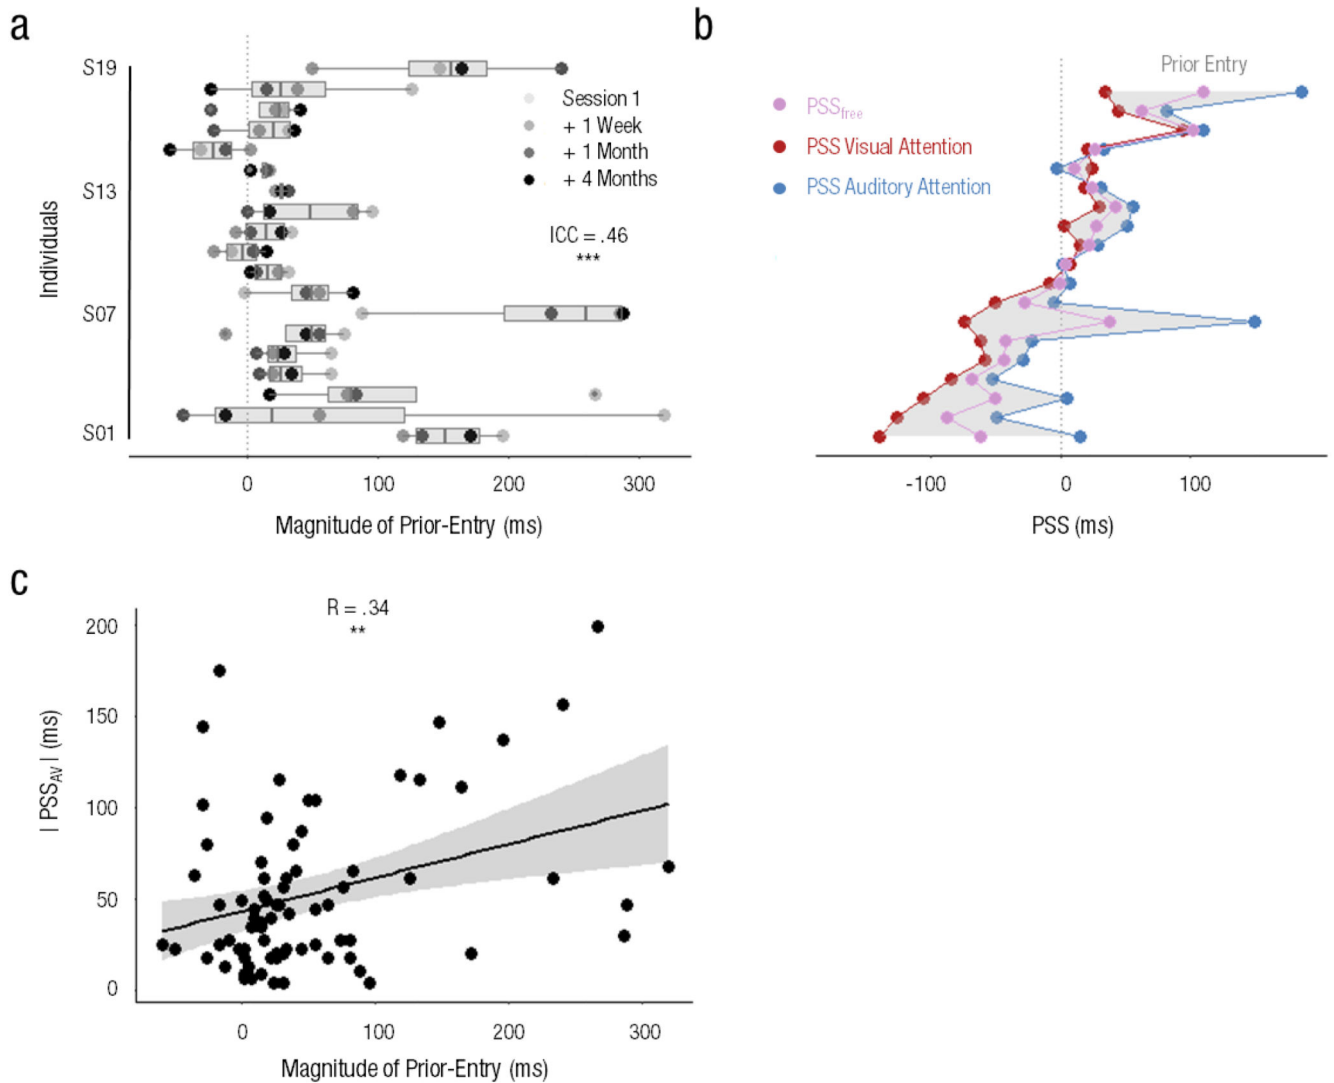 a
S19
S13
S07
S01
Individuals
Session 1
+ 1 Week
+ 1 Month
+ 4 Months
ICC = .46
***
0 100 200 300
Magnitude of Prior-Entry (ms)
b
Prior Entry
PSSfree
PSS Visual Attention
PSS Auditory Attention
-100 0 100
PSS (ms)
c
R = .34
**
200
150
100
50
0
| PSSAV | (ms)
0 100 200 300
Magnitude of Prior-Entry (ms)